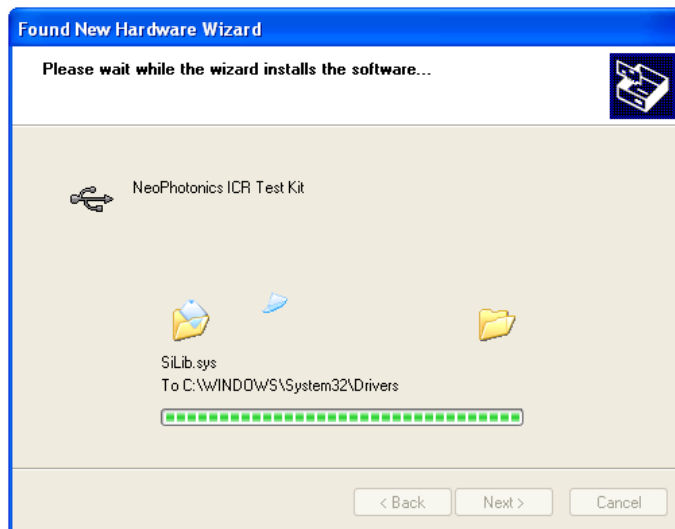 Found New Hardware Wizard
Please wait while the wizard installs the software...
NeoPhotonics ICR Test Kit
SiLib.sys
To C:\WINDOWS\System32\Drivers
< Back
Next >
Cancel